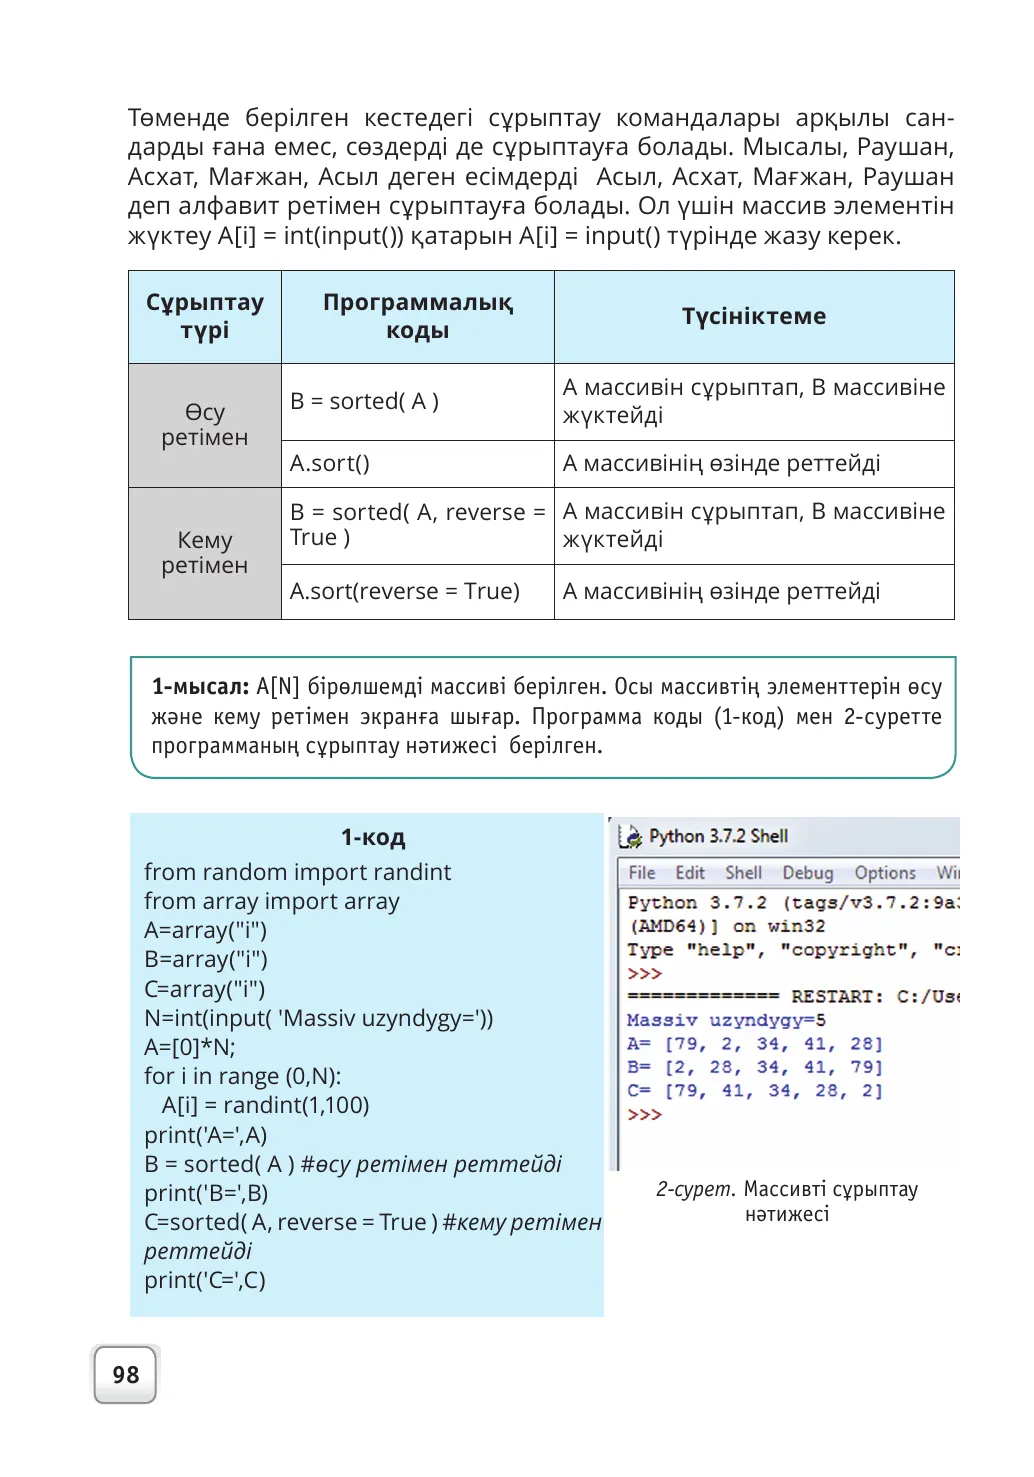 Төменде берілген кестедегі сұрыптау командалары арқылы сан-
дарды ғана емес, сөздерді де сұрыптауға болады. Мысалы, Раушан,
Асхат, Мағжан, Асыл деген есімдерді Асыл, Асхат, Мағжан, Раушан
деп алфавит ретімен сұрыптауға болады. Ол үшін массив элементін
жүктеу A[i] = int(input()) қатарын A[i] = input() түрінде жазу керек.
Сұрыптау
түрі
Программалық
коды
Түсініктеме
Өсу
ретімен
B = sorted( A )
А массивін сұрыптап, В массивіне
жүктейді
A.sort()
А массивінің өзінде реттейді
Кему
ретімен
B = sorted( A, reverse =
True )
А массивін сұрыптап, В массивіне
жүктейді
A.sort(reverse = True)
А массивінің өзінде реттейді
1-мысал: A[N] бірөлшемді массиві берілген. Осы массивтің элементтерін өсу
және кему ретімен экранға шығар. Программа коды (1-код) мен 2-суретте
программаның сұрыптау нәтижесі берілген.
1-код
from random import randint
from array import array
A=array("i")
B=array("i")
C=array("i")
N=int(input( 'Massiv uzyndygy='))
A=[0]*N;
for i in range (0,N):
A[i] = randint(1,100)
print('A=',A)
B = sorted( A ) #өсу ретімен реттейді
print('B=',B)
C=sorted( A, reverse = True ) #кему ретімен
реттейді
print('C=',C)
Python 3.7.2 Shell
File Edit Shell Debug Options Wi
Python 3.7.2 (tags/v3.7.2:9a3
(AMD64)] on win32
Type "help", "copyright", "cr
>>>
============= RESTART: C:/Use
Massiv uzyndygy=5
A= [79, 2, 34, 41, 28]
B= [2, 28, 34, 41, 79]
C= [79, 41, 34, 28, 2]
>>>
2-сурет. Массивті сұрыптау
нәтижесі
98